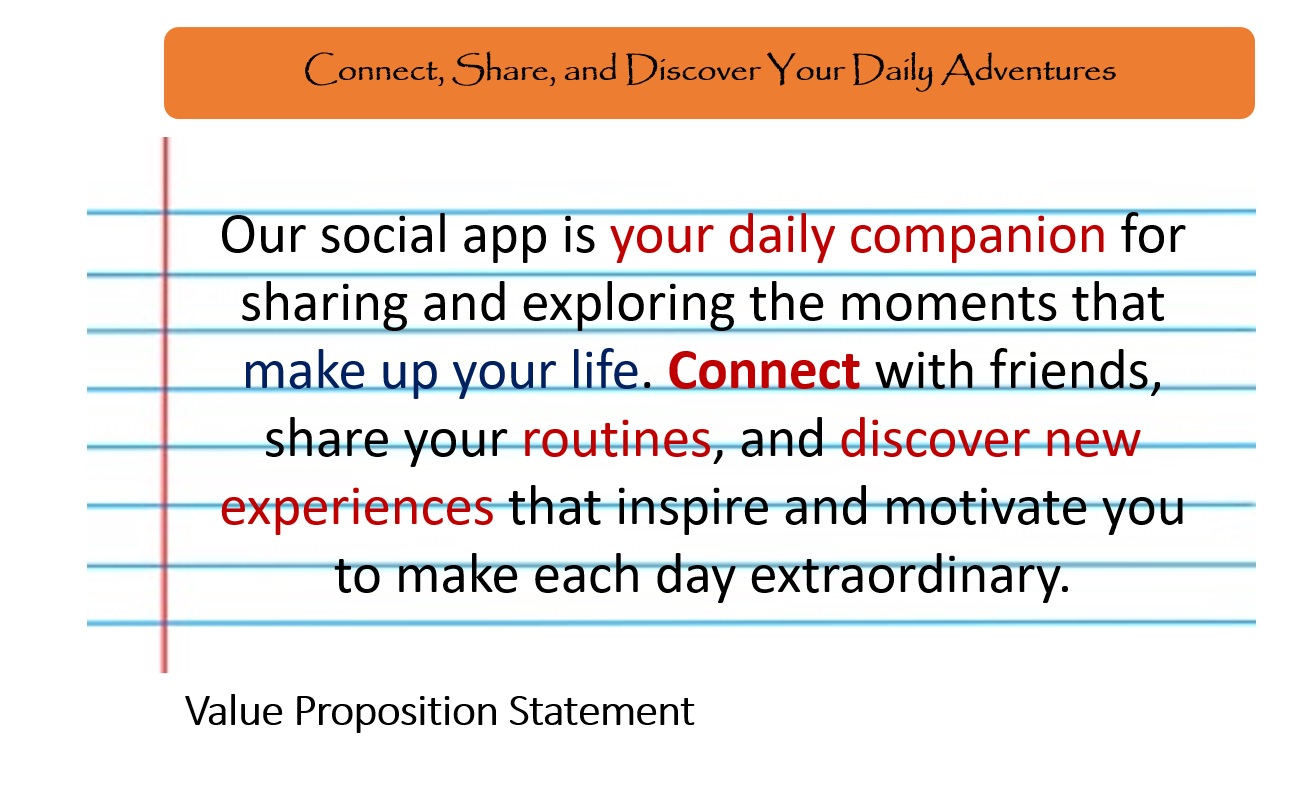 Connect, Share, and Discover Your Daily Adventures
Our social app is your daily companion for
sharing and exploring the moments that
make up your life. Connect with friends,
share your routines, and discover new
experiences that inspire and motivate you
to make each day extraordinary.
Value Proposition Statement